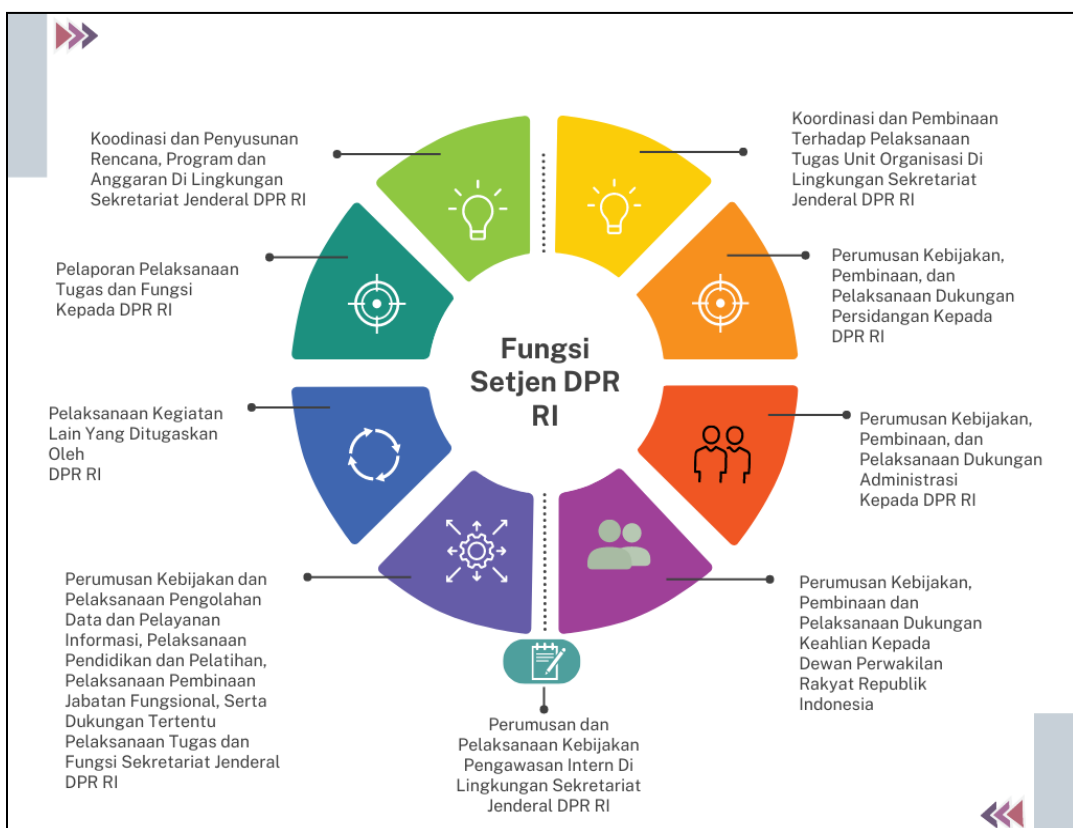 Koodinasi dan Penyusunan
Rencana, Program dan
Anggaran Di Lingkungan
Sekretariat Jenderal DPR RI
Koordinasi dan Pembinaan
Terhadap Pelaksanaan
Tugas Unit Organisasi Di
Lingkungan Sekretariat
Jenderal DPR RI
Pelaporan Pelaksanaan
Tugas dan Fungsi
Kepada DPR RI
Perumusan Kebijakan,
Pembinaan, dan
Pelaksanaan Dukungan
Persidangan Kepada
DPR RI
Fungsi
Setjen DPR
RI
Pelaksanaan Kegiatan
Lain Yang Ditugaskan
Oleh
DPR RI
Perumusan Kebijakan,
Pembinaan, dan
Pelaksanaan Dukungan
Administrasi
Kepada DPR RI
Perumusan Kebijakan dan
Pelaksanaan Pengolahan
Data dan Pelayanan
Informasi, Pelaksanaan
Pendidikan dan Pelatihan,
Pelaksanaan Pembinaan
Jabatan Fungsional, Serta
Dukungan Tertentu
Pelaksanaan Tugas dan
Fungsi Sekretariat Jenderal
DPR RI
Perumusan dan
Pelaksanaan Kebijakan
Pengawasan Intern Di
Lingkungan Sekretariat
Jenderal DPR RI
Perumusan Kebijakan,
Pembinaan dan
Pelaksanaan Dukungan
Keahlian Kepada
Dewan Perwakilan
Rakyat Republik
Indonesia